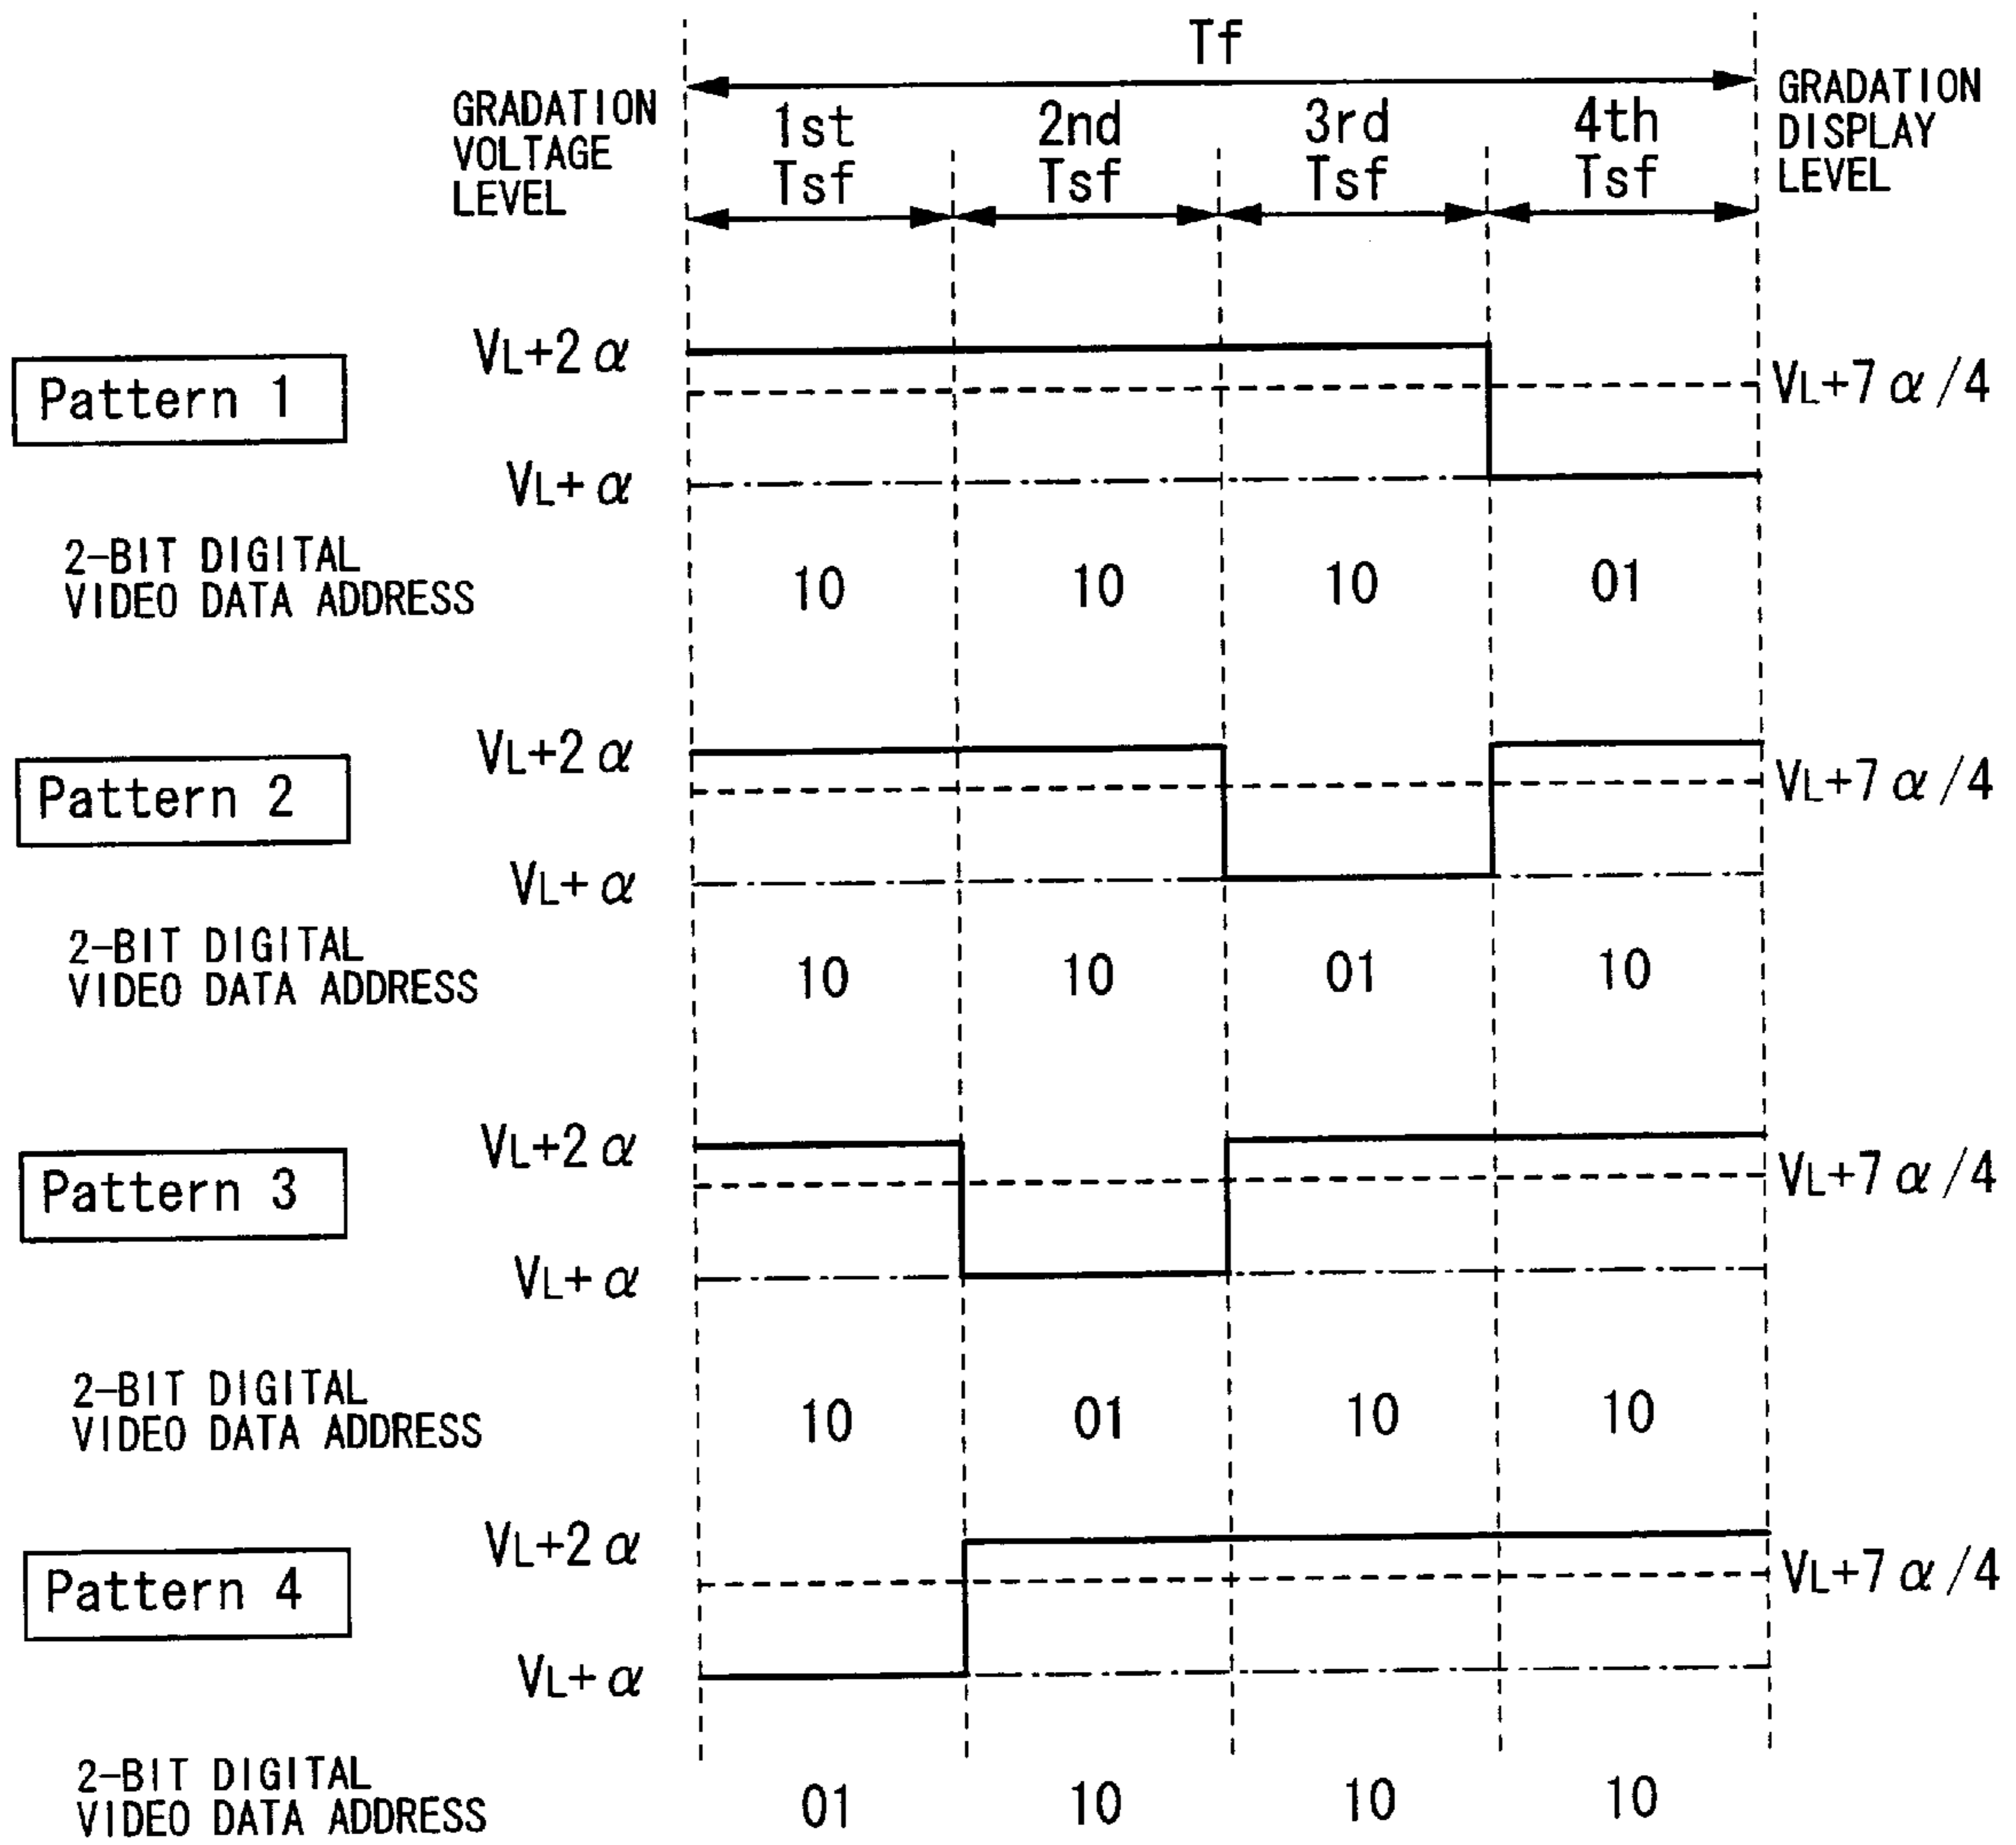 Tf
GRADATION
VOLTAGE
LEVEL
1st
Tsf
2nd
Tsf
3rd
Tsf
4th
Tsf
GRADATION
DISPLAY
LEVEL
Pattern 1
VL+2α
VL+7α/4
VL+α
2-BIT DIGITAL
VIDEO DATA ADDRESS
10 10 10 01
Pattern 2
VL+2α
VL+7α/4
VL+α
2-BIT DIGITAL
VIDEO DATA ADDRESS
10 10 01 10
Pattern 3
VL+2α
VL+7α/4
VL+α
2-BIT DIGITAL
VIDEO DATA ADDRESS
10 01 10 10
Pattern 4
VL+2α
VL+7α/4
VL+α
2-BIT DIGITAL
VIDEO DATA ADDRESS
01 10 10 10